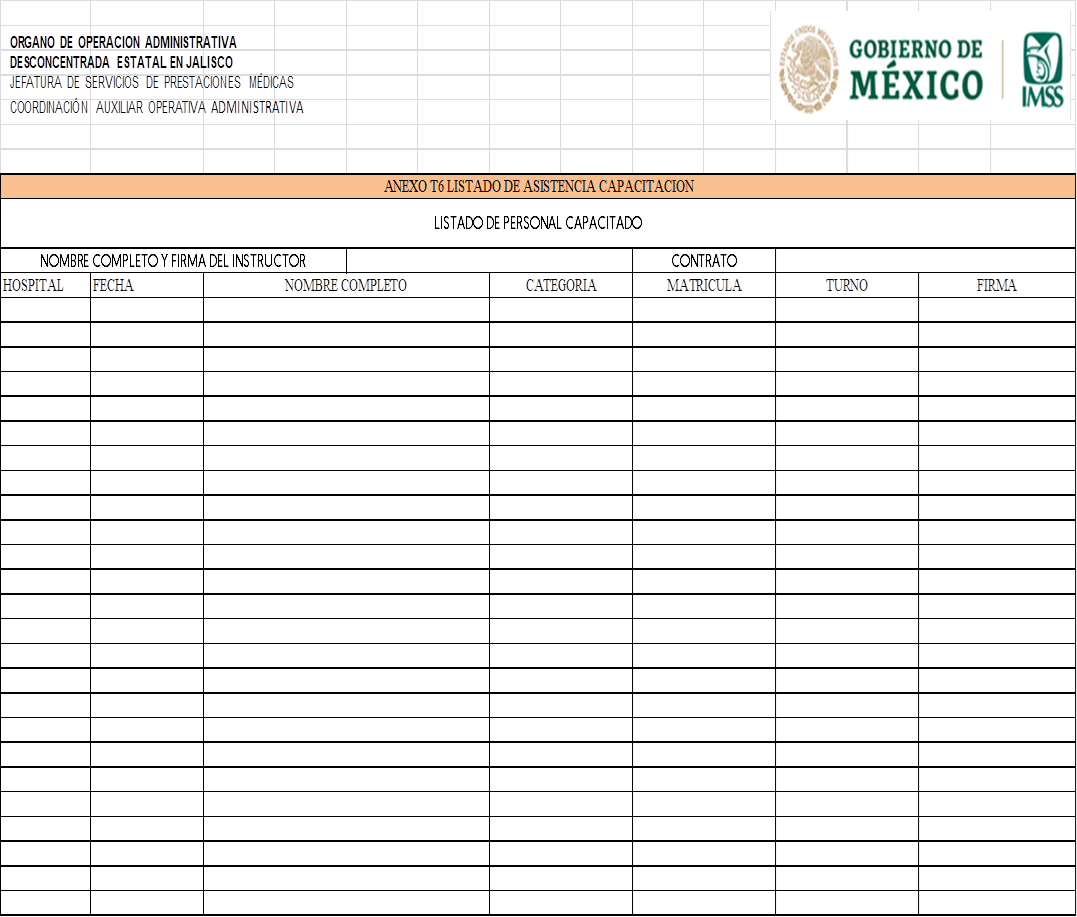 ORGANO DE OPERACION ADMINISTRATIVA
DESCONCENTRADA ESTATAL EN JALISCO
JEFATURA DE SERVICIOS DE PRESTACIONES MÉDICAS
COORDINACIÓN AUXILIAR OPERATIVA ADMINISTRATIVA
GOBIERNO DE
MÉXICO
IMSS
ANEXO T6 LISTADO DE ASISTENCIA CAPACITACION
LISTADO DE PERSONAL CAPACITADO
NOMBRE COMPLETO Y FIRMA DEL INSTRUCTOR CONTRATO
HOSPITAL FECHA NOMBRE COMPLETO CATEGORIA MATRICULA TURNO FIRMA